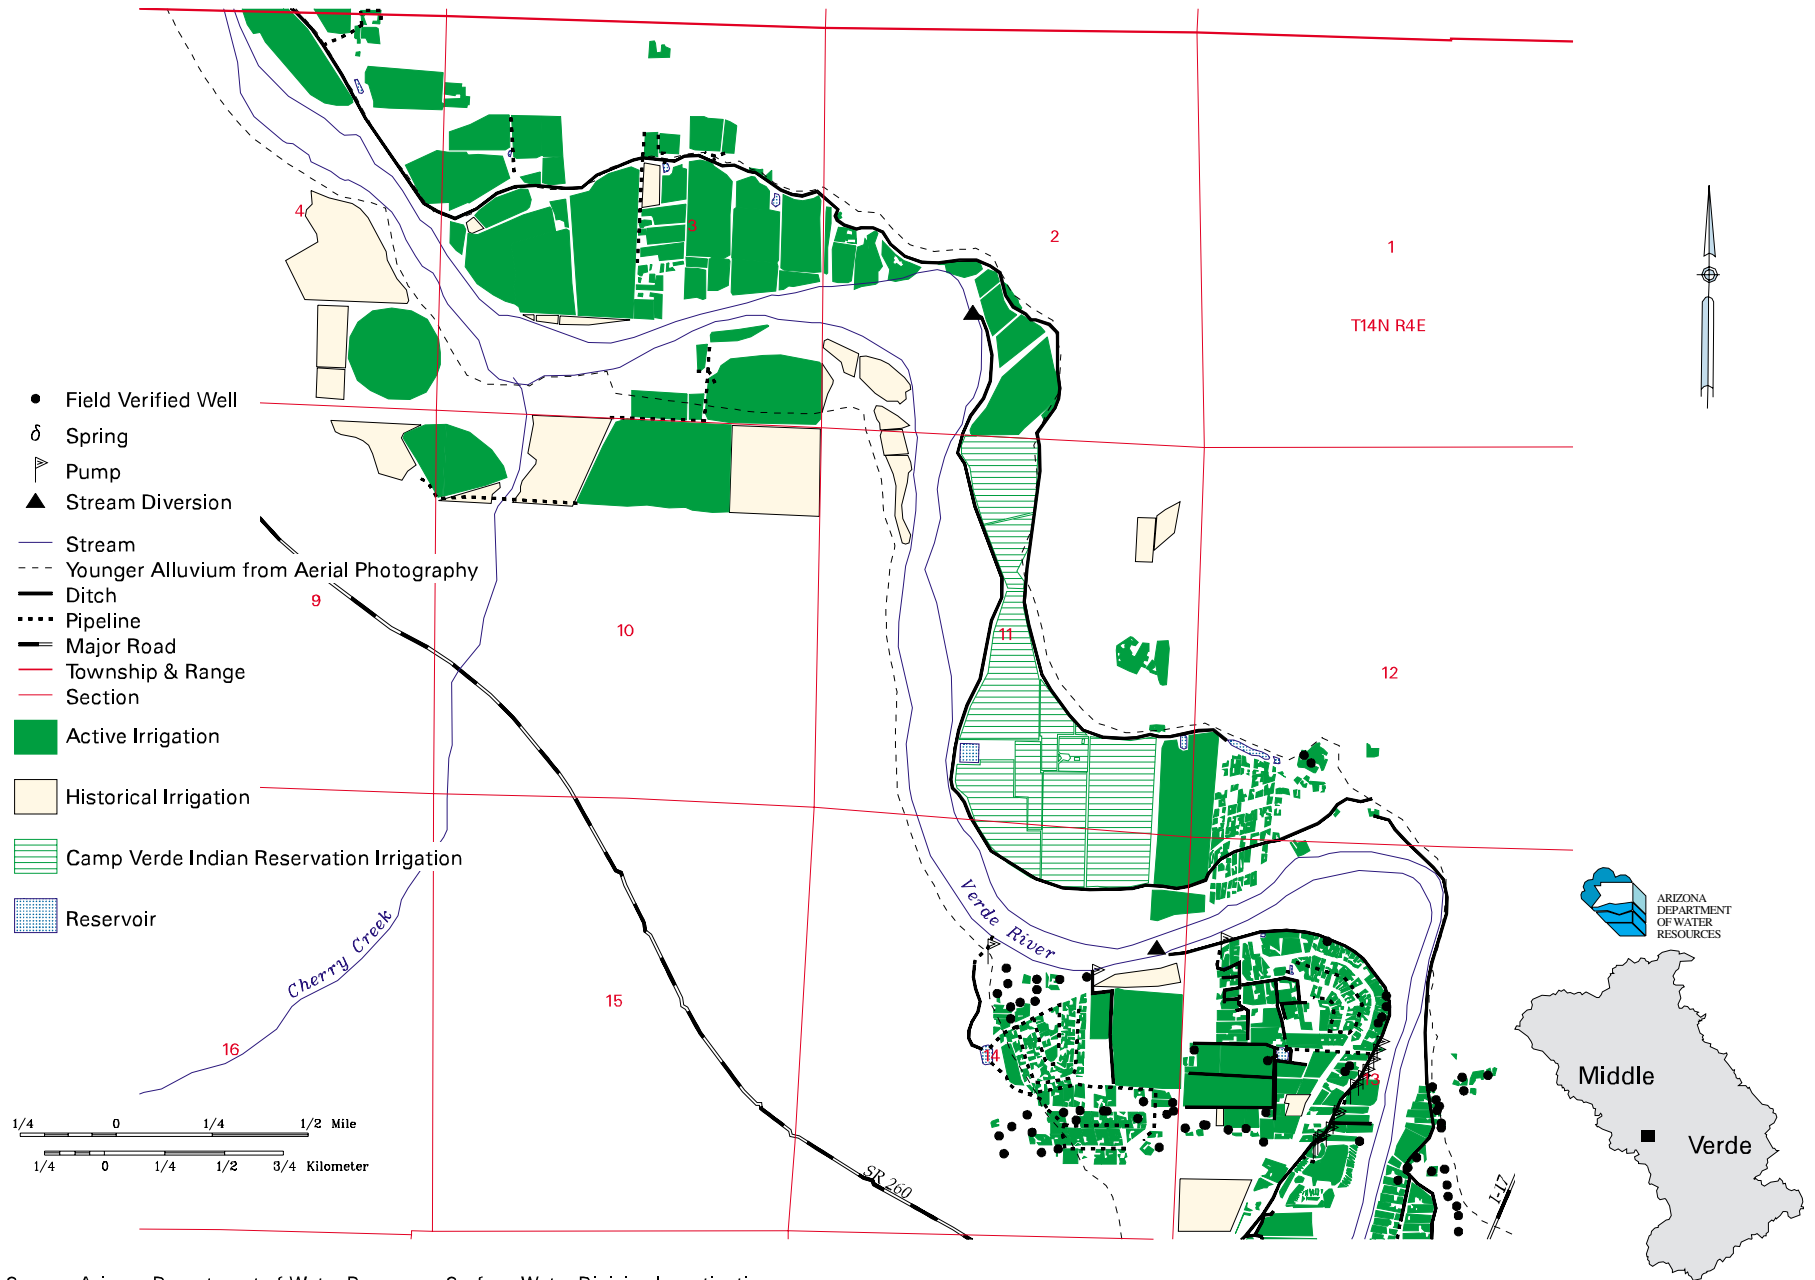 4
3
2
1
T14N R4E
Field Verified Well
Spring
Pump
Stream Diversion
Stream
Younger Alluvium from Aerial Photography
Ditch
Pipeline
Major Road
Township & Range
Section
Active Irrigation
Historical Irrigation
Camp Verde Indian Reservation Irrigation
Reservoir
9
10
11
12
Verde River
Cherry Creek
16
15
14
13
ARIZONA
DEPARTMENT
OF WATER
RESOURCES
Middle
Verde
1/4 0 1/4 1/2 Mile
1/4 0 1/4 1/2 3/4 Kilometer
SR 260
I-17